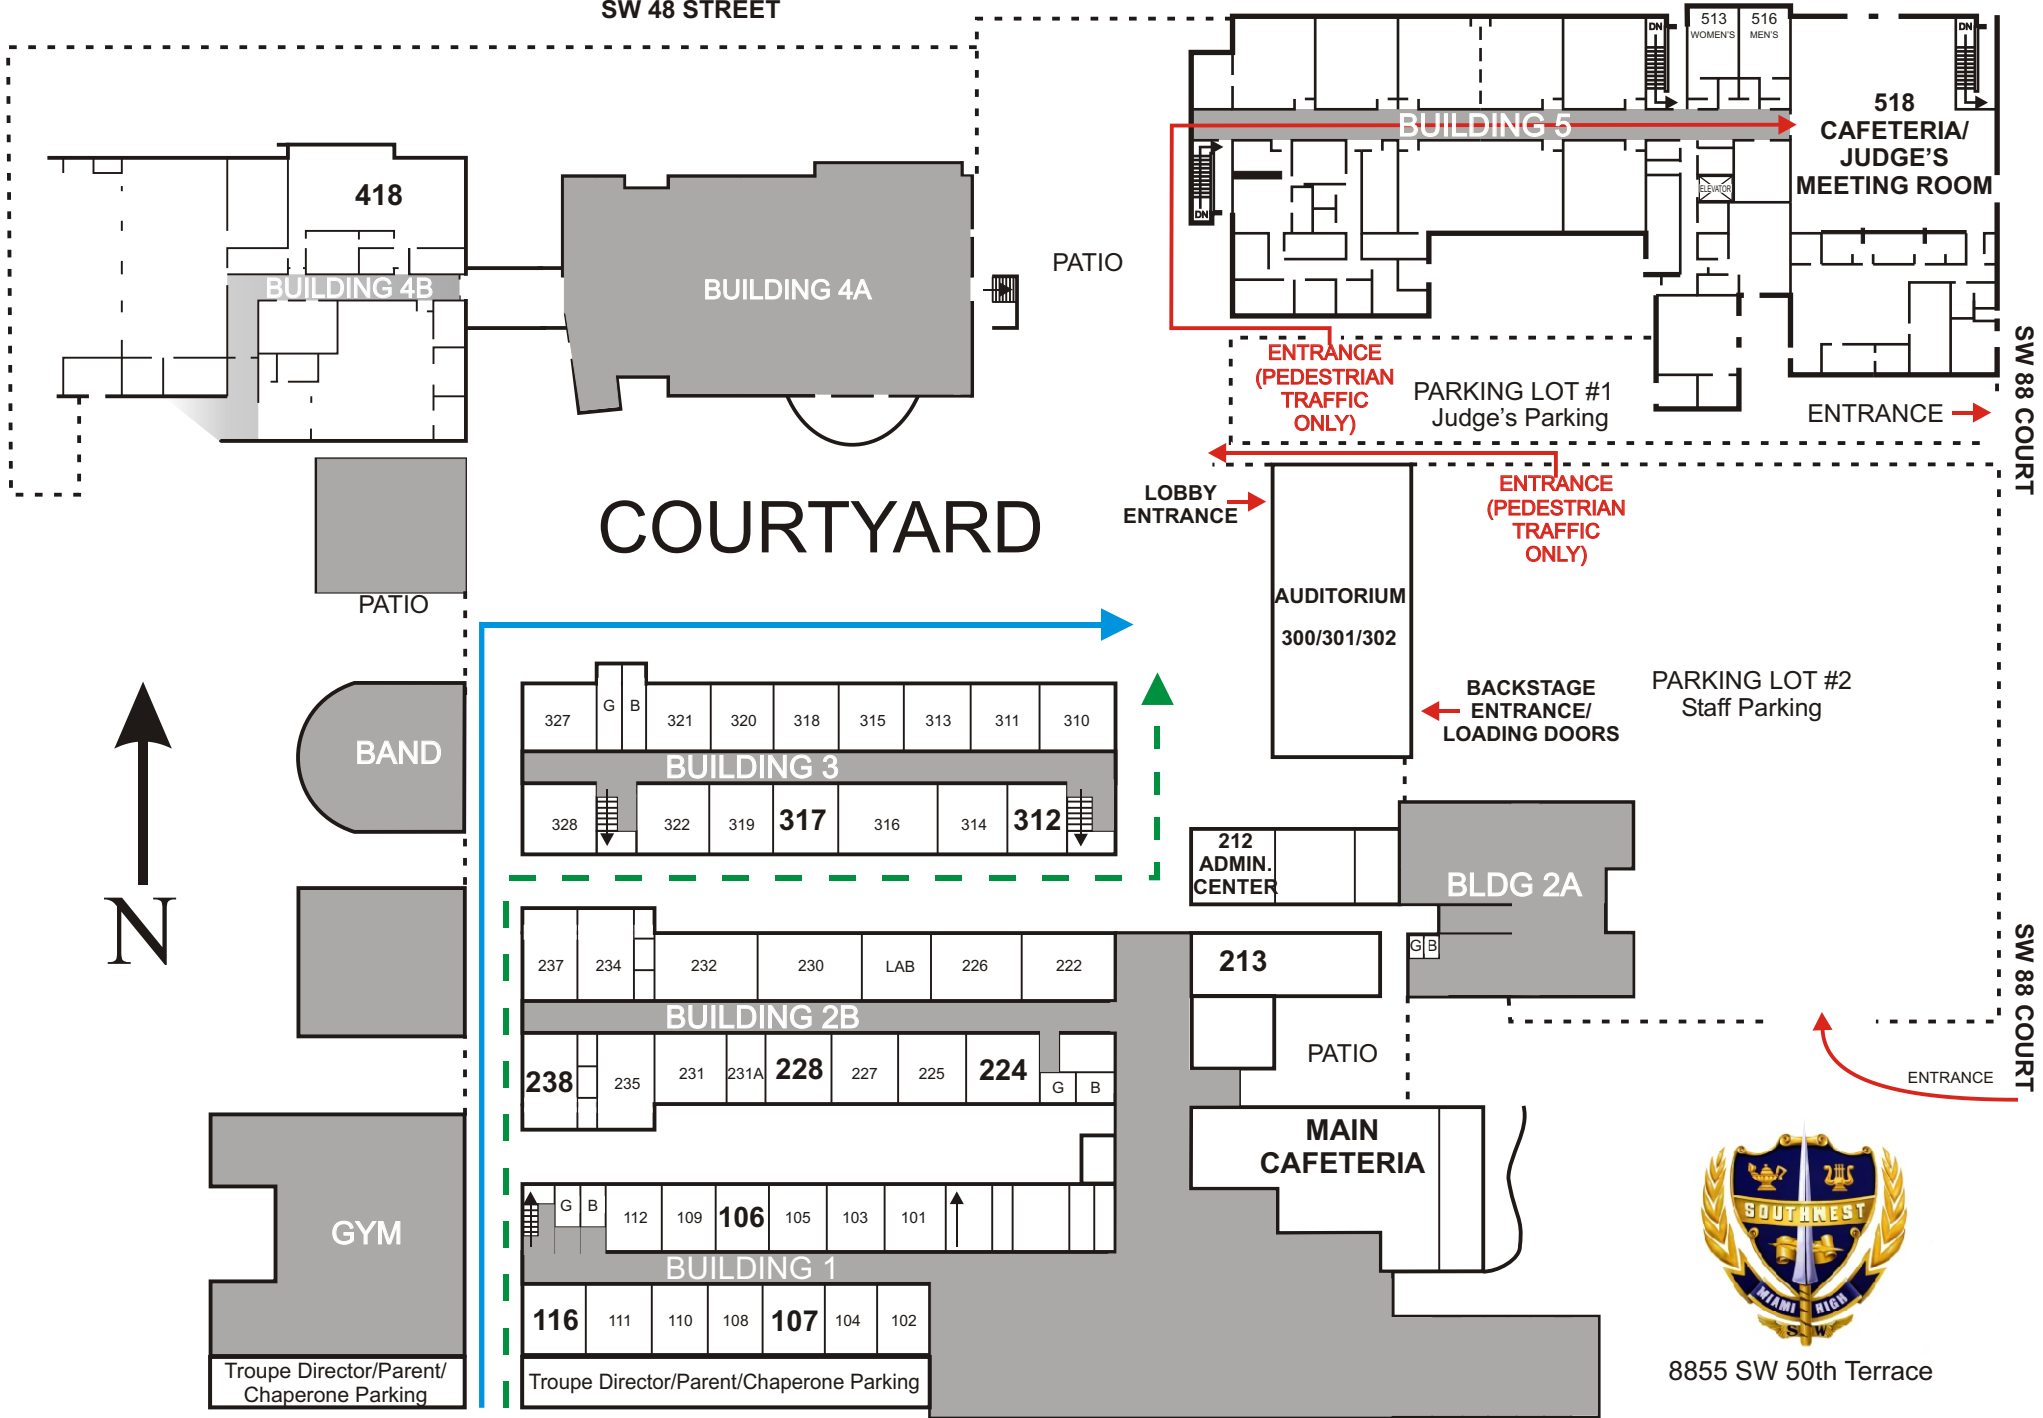 SW 48 STREET
513
WOMEN'S
516
MEN'S
DN
DN
518
CAFETERIA/
JUDGE'S
MEETING ROOM
BUILDING 5
ELEVATOR
DN
418
BUILDING 4B
BUILDING 4A
PATIO
ENTRANCE
(PEDESTRIAN
TRAFFIC
ONLY)
PARKING LOT #1
Judge's Parking
ENTRANCE
SW 88 COURT
COURTYARD
LOBBY
ENTRANCE
ENTRANCE
(PEDESTRIAN
TRAFFIC
ONLY)
PATIO
AUDITORIUM
300/301/302
BACKSTAGE
ENTRANCE/
LOADING DOORS
PARKING LOT #2
Staff Parking
BAND
327
G
B
321
320
318
315
313
311
310
BUILDING 3
328
322
319
317
316
314
312
N
212
ADMIN.
CENTER
BLDG 2A
G
B
237
234
232
230
LAB
226
222
213
BUILDING 2B
238
235
231
231A
228
227
225
224
G
B
PATIO
SW 88 COURT
ENTRANCE
MAIN
CAFETERIA
GYM
G
B
112
109
106
105
103
101
BUILDING 1
116
111
110
108
107
104
102
Troupe Director/Parent/
Chaperone Parking
Troupe Director/Parent/Chaperone Parking
SOUTHWEST
MIAMI HIGH
S W
8855 SW 50th Terrace